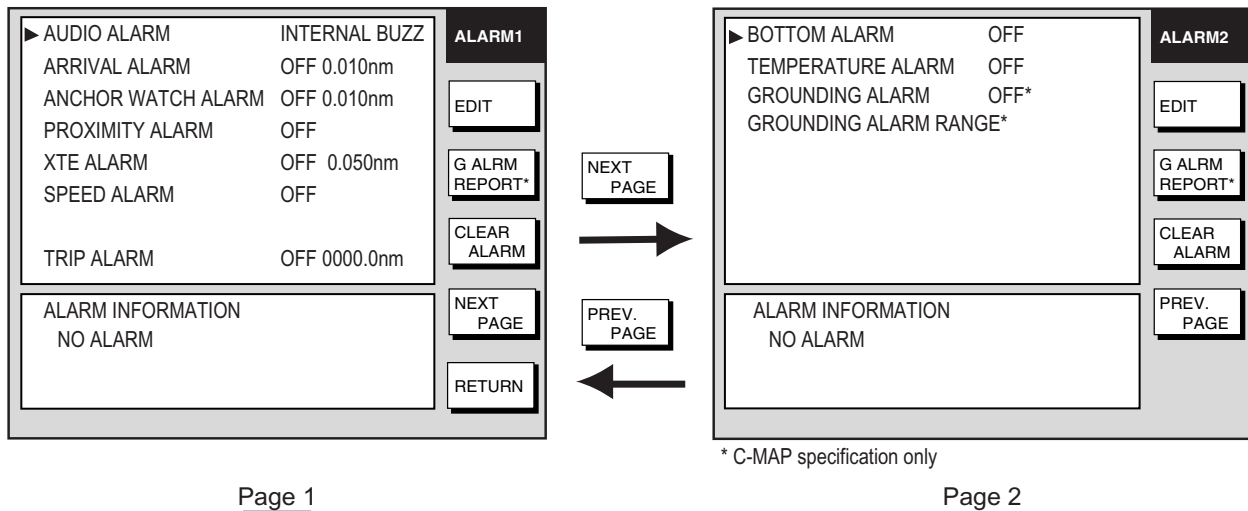 ▶ AUDIO ALARM INTERNAL BUZZ
ARRIVAL ALARM OFF 0.010nm
ANCHOR WATCH ALARM OFF 0.010nm
PROXIMITY ALARM OFF
XTE ALARM OFF 0.050nm
SPEED ALARM OFF
TRIP ALARM OFF 0000.0nm
ALARM INFORMATION
NO ALARM
ALARM1
EDIT
G ALRM
REPORT*
CLEAR
ALARM
NEXT
PAGE
RETURN
NEXT
PAGE
PREV.
PAGE
▶ BOTTOM ALARM OFF
TEMPERATURE ALARM OFF
GROUNDING ALARM OFF*
GROUNDING ALARM RANGE*
ALARM INFORMATION
NO ALARM
ALARM2
EDIT
G ALRM
REPORT*
CLEAR
ALARM
PREV.
PAGE
* C-MAP specification only
Page 1
Page 2